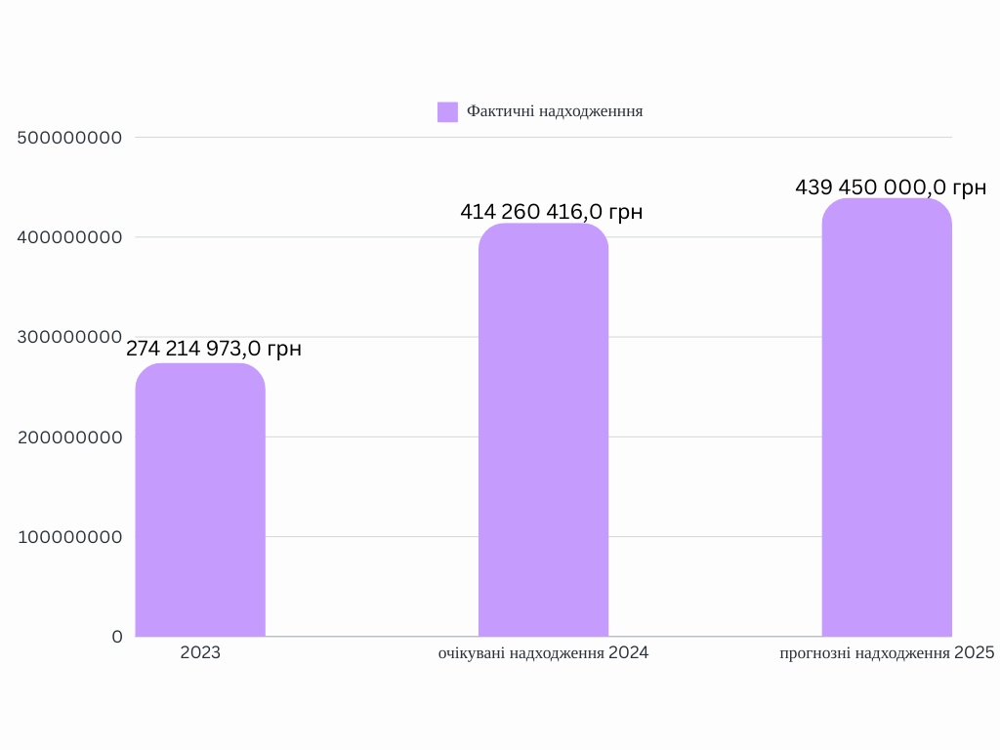 Фактичні надходженння
500000000
439 450 000,0 грн
414 260 416,0 грн
400000000
300000000
274 214 973,0 грн
200000000
100000000
0
2023
очікувані надходження 2024
прогнозні надходження 2025